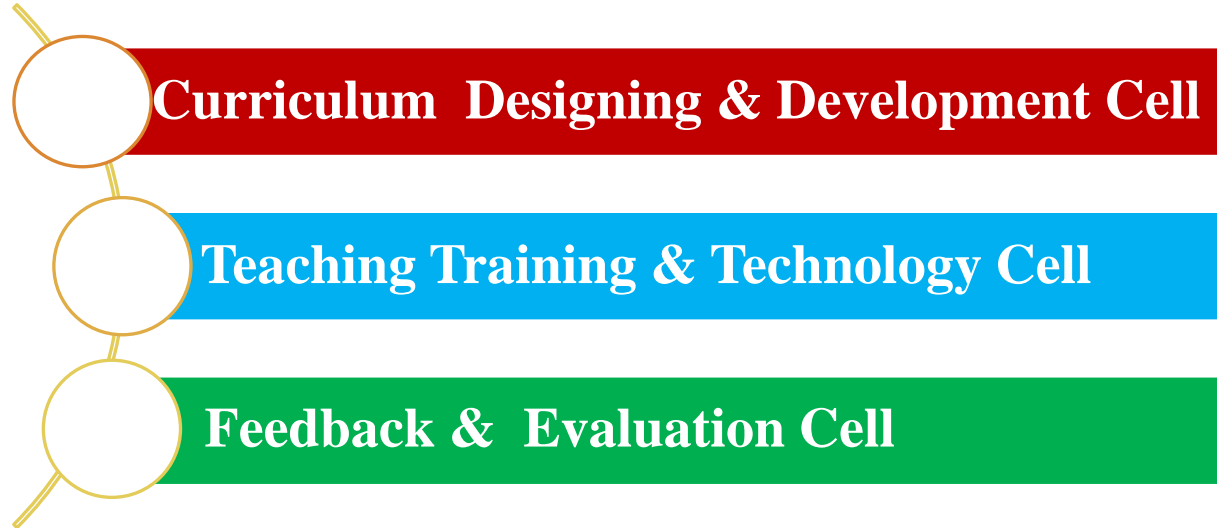 Curriculum Designing & Development Cell
Teaching Training & Technology Cell
Feedback & Evaluation Cell